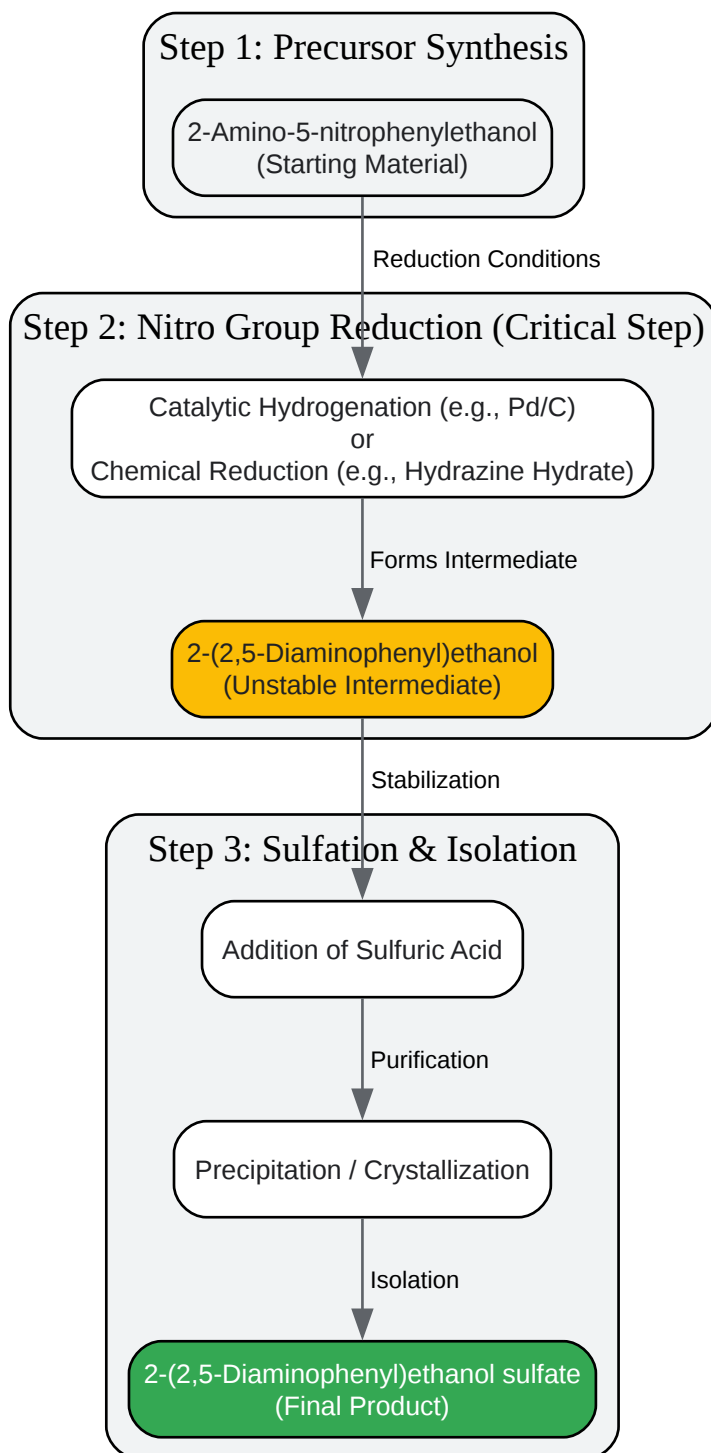 Step 1: Precursor Synthesis
2-Amino-5-nitrophenylethanol
(Starting Material)
Reduction Conditions
Step 2: Nitro Group Reduction (Critical Step)
Catalytic Hydrogenation (e.g., Pd/C)
or
Chemical Reduction (e.g., Hydrazine Hydrate)
Forms Intermediate
2-(2,5-Diaminophenyl)ethanol
(Unstable Intermediate)
Stabilization
Step 3: Sulfation & Isolation
Addition of Sulfuric Acid
Purification
Precipitation / Crystallization
Isolation
2-(2,5-Diaminophenyl)ethanol sulfate
(Final Product)